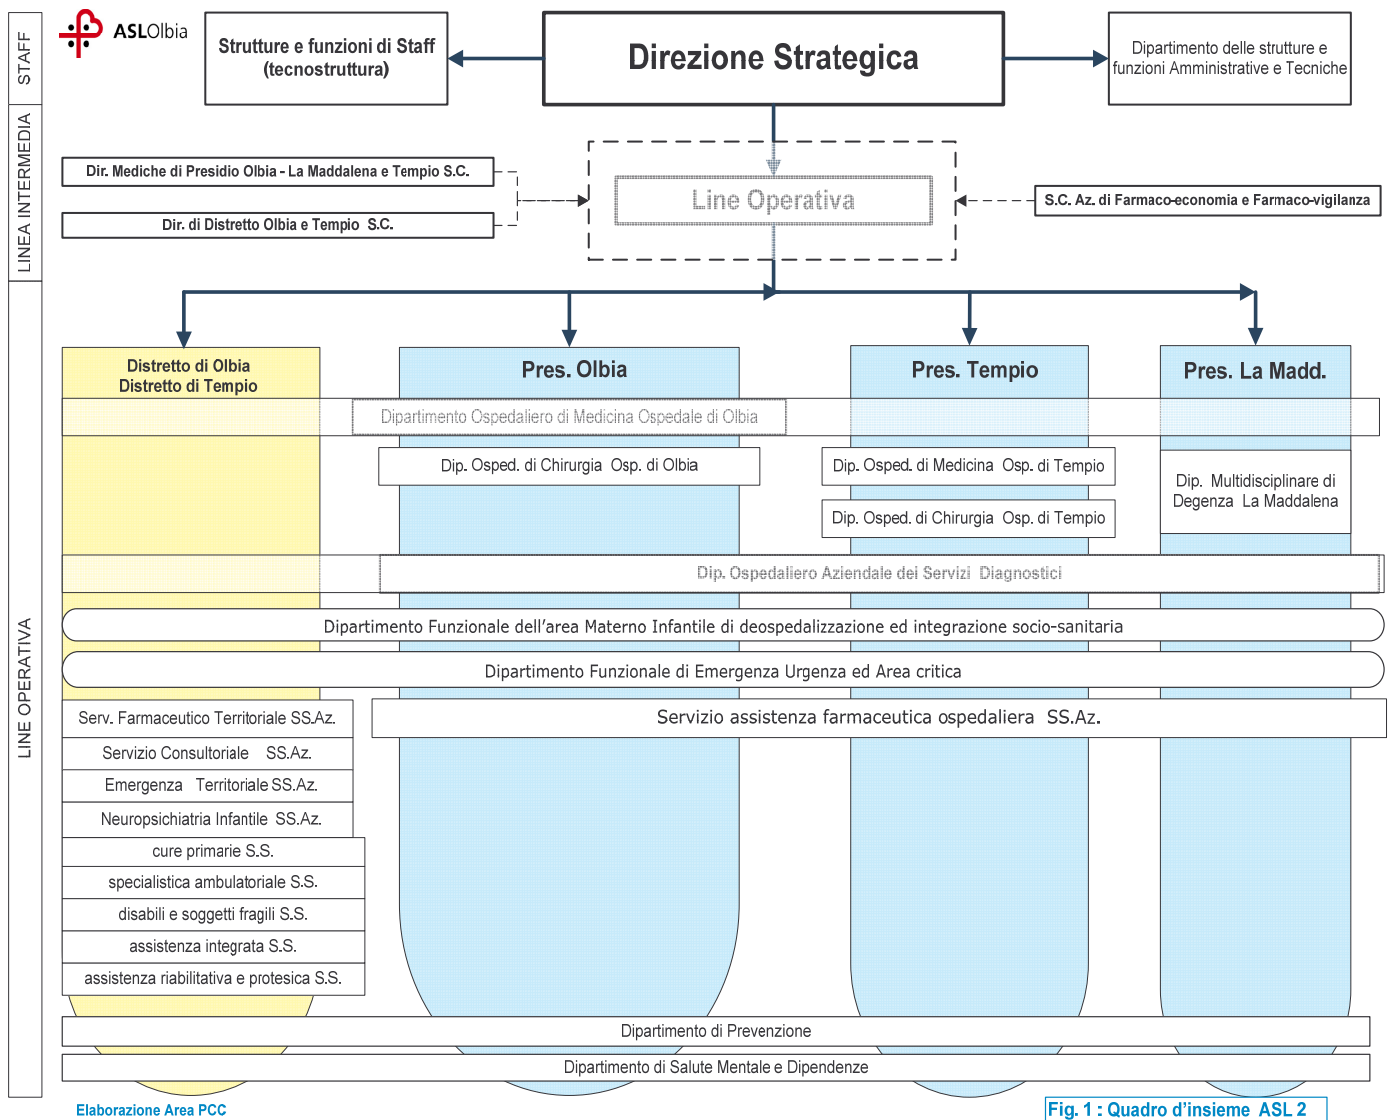 STAFF
ASLOlbia
Strutture e funzioni di Staff
(tecnostruttura)
Direzione Strategica
Dipartimento delle strutture e
funzioni Amministrative e Tecniche
LINEA INTERMEDIA
Dir. Mediche di Presidio Olbia - La Maddalena e Tempio S.C.
Dir. di Distretto Olbia e Tempio S.C.
Line Operativa
S.C. Az. di Farmaco-economia e Farmaco-vigilanza
LINE OPERATIVA
Distretto di Olbia
Distretto di Tempio
Pres. Olbia
Pres. Tempio
Pres. La Madd.
Dipartimento Ospedaliero di Medicina Ospedale di Olbia
Dip. Osped. di Chirurgia Osp. di Olbia
Dip. Osped. di Medicina Osp. di Tempio
Dip. Osped. di Chirurgia Osp. di Tempio
Dip. Multidisciplinare di
Degenza La Maddalena
Dip. Ospedaliero Aziendale dei Servizi Diagnostici
Dipartimento Funzionale dell'area Materno Infantile di deospedalizzazione ed integrazione socio-sanitaria
Dipartimento Funzionale di Emergenza Urgenza ed Area critica
Serv. Farmaceutico Territoriale SS.Az.
Servizio assistenza farmaceutica ospedaliera SS.Az.
Servizio Consultoriale SS.Az.
Emergenza Territoriale SS.Az.
Neuropsichiatria Infantile SS.Az.
cure primarie S.S.
specialistica ambulatoriale S.S.
disabili e soggetti fragili S.S.
assistenza integrata S.S.
assistenza riabilitativa e protesica S.S.
Dipartimento di Prevenzione
Dipartimento di Salute Mentale e Dipendenze
Elaborazione Area PCC
Fig. 1 : Quadro d'insieme ASL 2